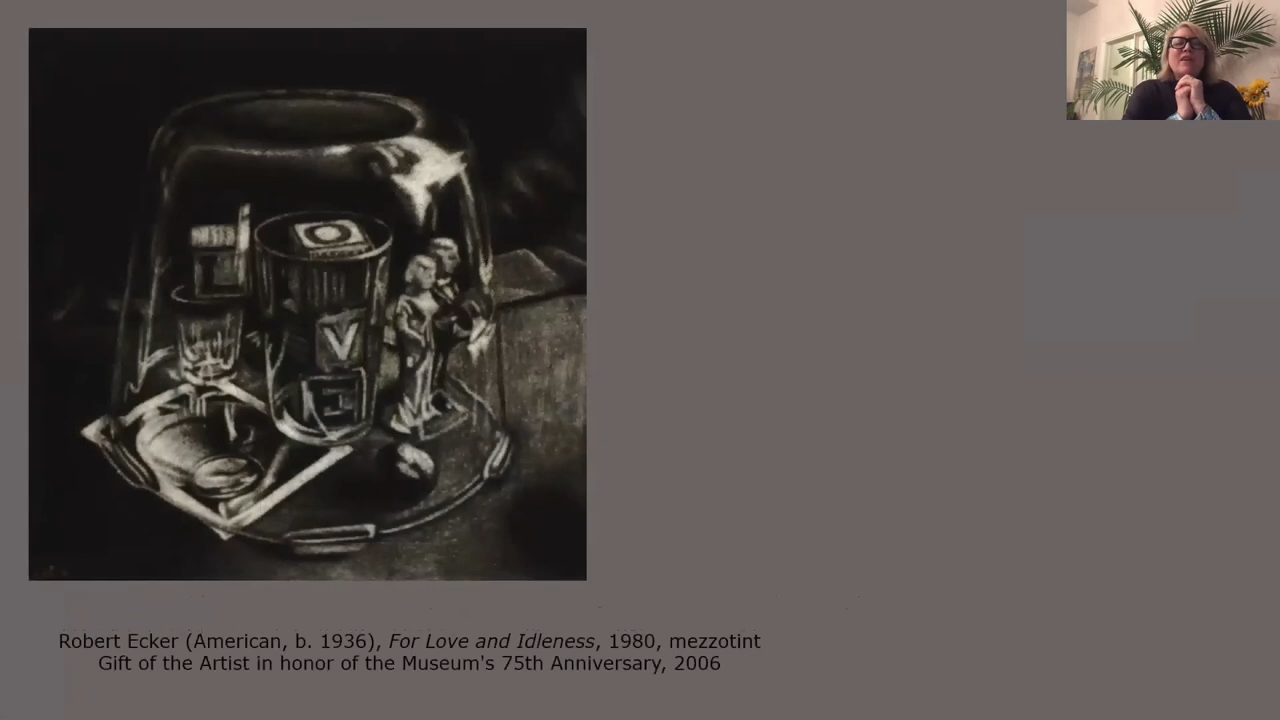 L
V
E
Robert Ecker (American, b. 1936), For Love and Idleness, 1980, mezzotint
Gift of the Artist in honor of the Museum's 75th Anniversary, 2006